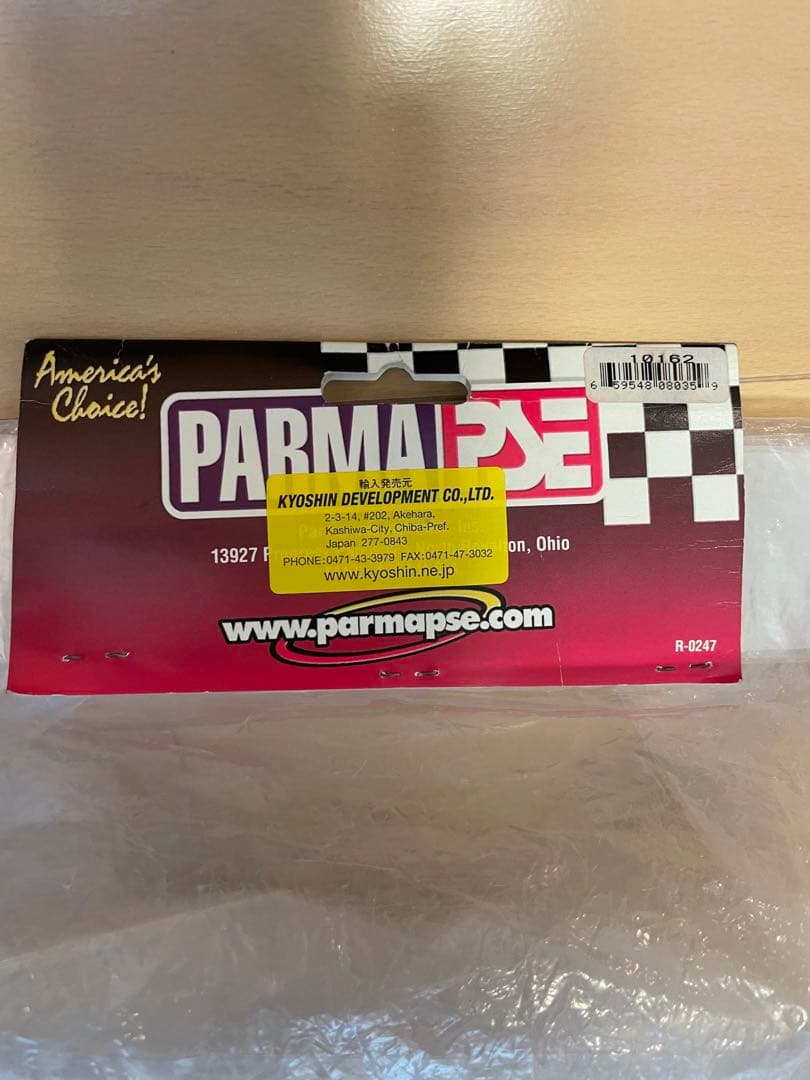 America's
Choice!
10162
6 59548 08035 9
PARMA PSE
輸入発売元
KYOSHIN DEVELOPMENT CO.,LTD.
2-3-14, #202, Akehara,
Kashiwa-City, Chiba-Pref.
Japan 277-0843
PHONE:0471-43-3979 FAX:0471-47-3032
www.kyoshin.ne.jp
13927
Ohio
www.parmapse.com
R-0247